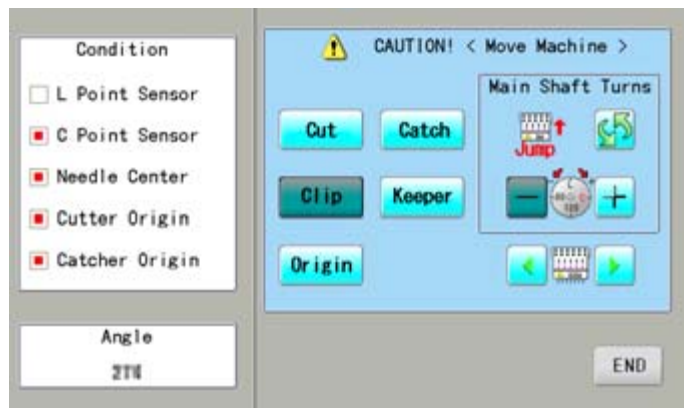 Condition
L Point Sensor
C Point Sensor
Needle Center
Cutter Origin
Catcher Origin
Angle
CAUTION! < Move Machine >
Main Shaft Turns
Cut
Catch
Jump
Clip
Keeper
Origin
END